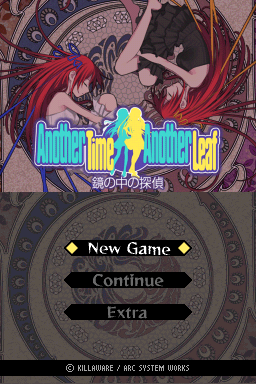 Another Time Another Leaf
鏡の中の探偵
New Game
Continue
Extra
© KILLAWARE / ARC SYSTEM WORKS